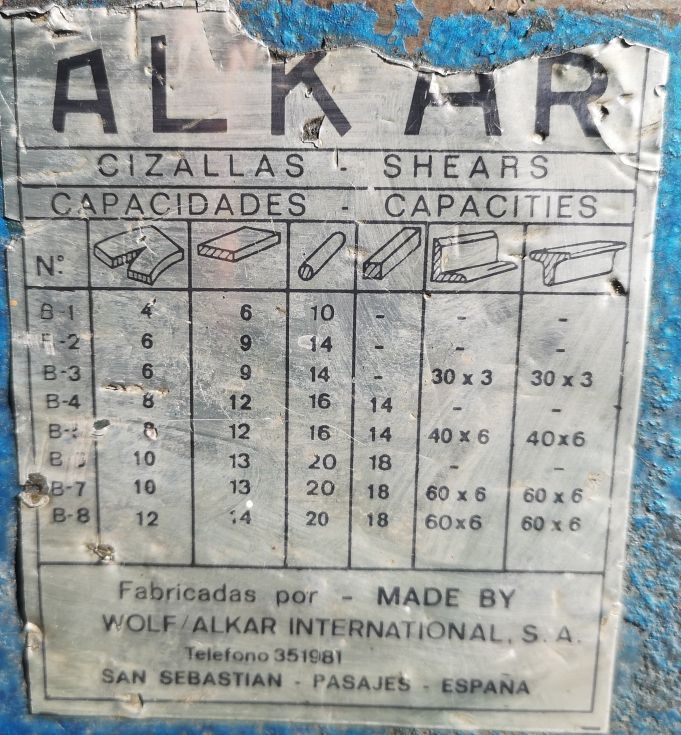 ALKAR
CIZALLAS - SHEARS
CAPACIDADES - CAPACITIES
Nº
B-1 4 6 10 - - -
-2 6 9 14 - - -
B-3 6 9 14 - 30 x 3 30 x 3
B-4 8 12 16 14 - -
B- 8 12 16 14 40 x 6 40x6
B- 10 13 20 18 - -
B-7 10 13 20 18 60 x 6 60 x 6
B-8 12 14 20 18 60x6 60 x 6
Fabricadas por - MADE BY
WOLF/ALKAR INTERNATIONAL, S. A.
Telefono 351981
SAN SEBASTIAN - PASAJES - ESPAÑA